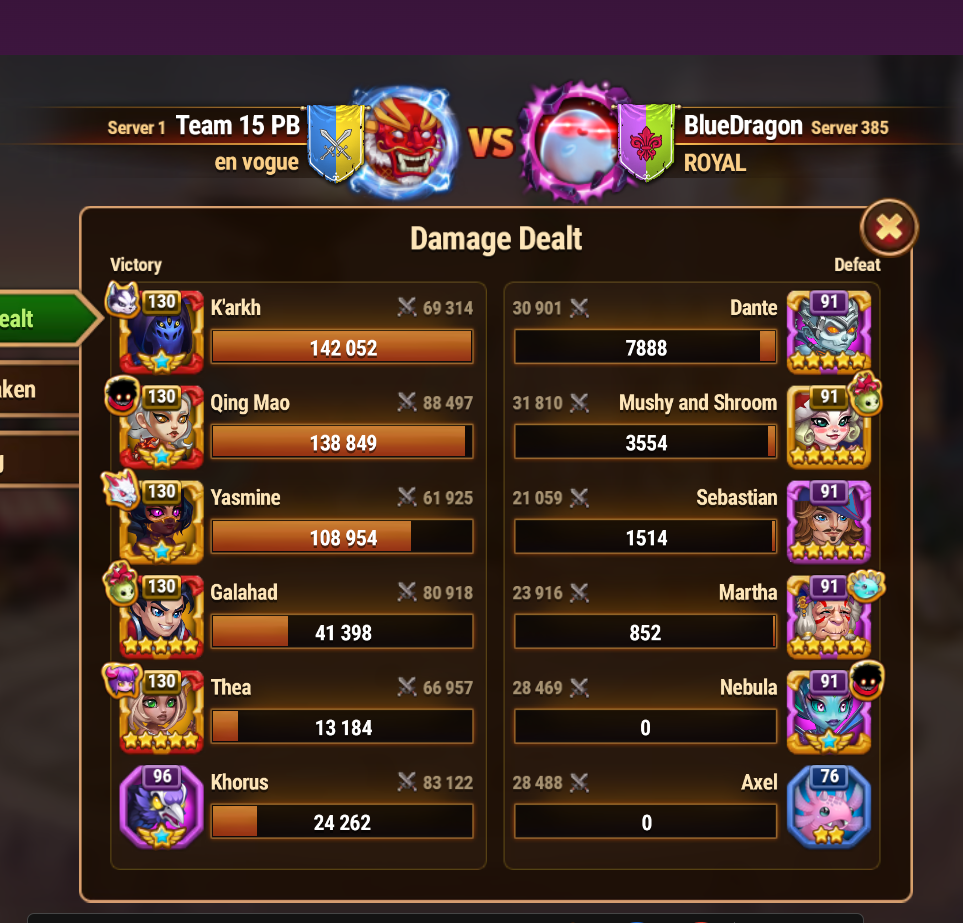 Server 1 Team 15 PB VS BlueDragon Server 385
en vogue ROYAL
Damage Dealt
Victory Defeat
130 K'arkh 69 314 30 901 Dante 91
ealt 142 052 7888
130 Qing Mao 88 497 31 810 Mushy and Shroom 91
aken 138 849 3554
130 Yasmine 61 925 21 059 Sebastian 91
108 954 1514
130 Galahad 80 918 23 916 Martha 91
41 398 852
130 Thea 66 957 28 469 Nebula 91
13 184 0
96 Khorus 83 122 28 488 Axel 76
24 262 0